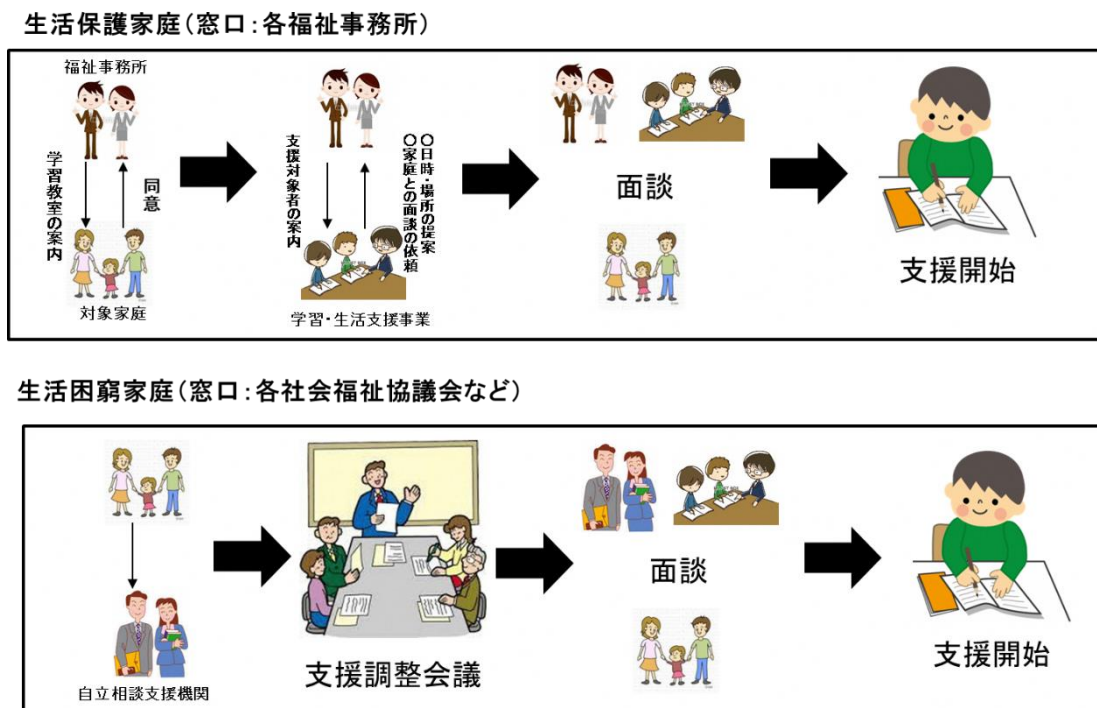 生活保護家庭(窓口:各福祉事務所)
福祉事務所
学習教室の案内
同意
対象家庭
支援対象者の案内
〇日時・場所の提案
〇家庭との面談の依頼
学習・生活支援事業
面談
支援開始
生活困窮家庭(窓口:各社会福祉協議会など)
自立相談支援機関
支援調整会議
面談
支援開始